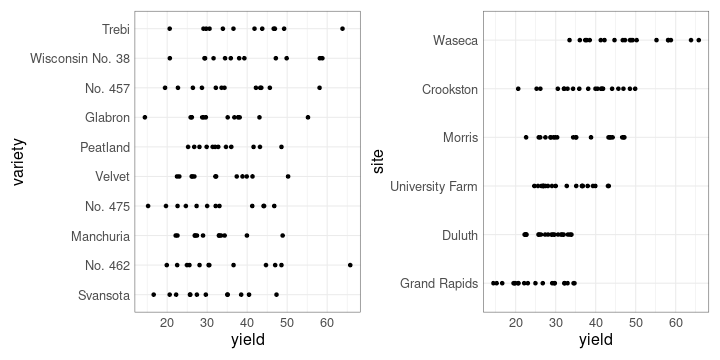 variety
Trebi
Wisconsin No. 38
No. 457
Glabron
Peatland
Velvet
No. 475
Manchuria
No. 462
Svansota
20 30 40 50 60
yield
site
Waseca
Crookston
Morris
University Farm
Duluth
Grand Rapids
20 30 40 50 60
yield